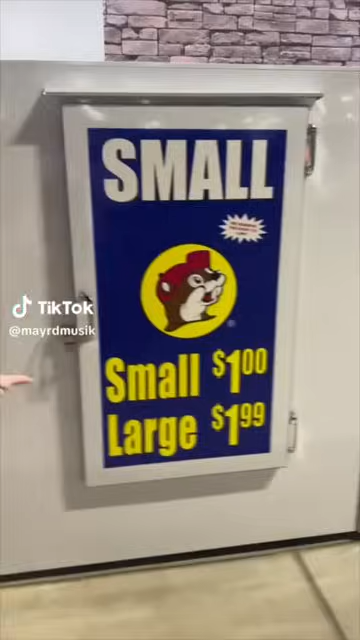 SMALL
TikTok
@mayrdmusik
Small $1.00
Large $1.99